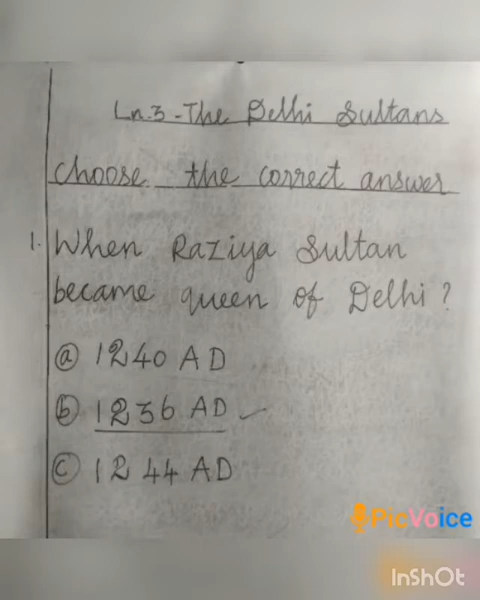 Ln.3-The Delhi Sultans
Choose the correct answer
1. When Raziya Sultan
became queen of Delhi?
ⓐ 1240 AD
ⓑ 1236 AD ✓
ⓒ 1244 AD
PicVoice
InShOt